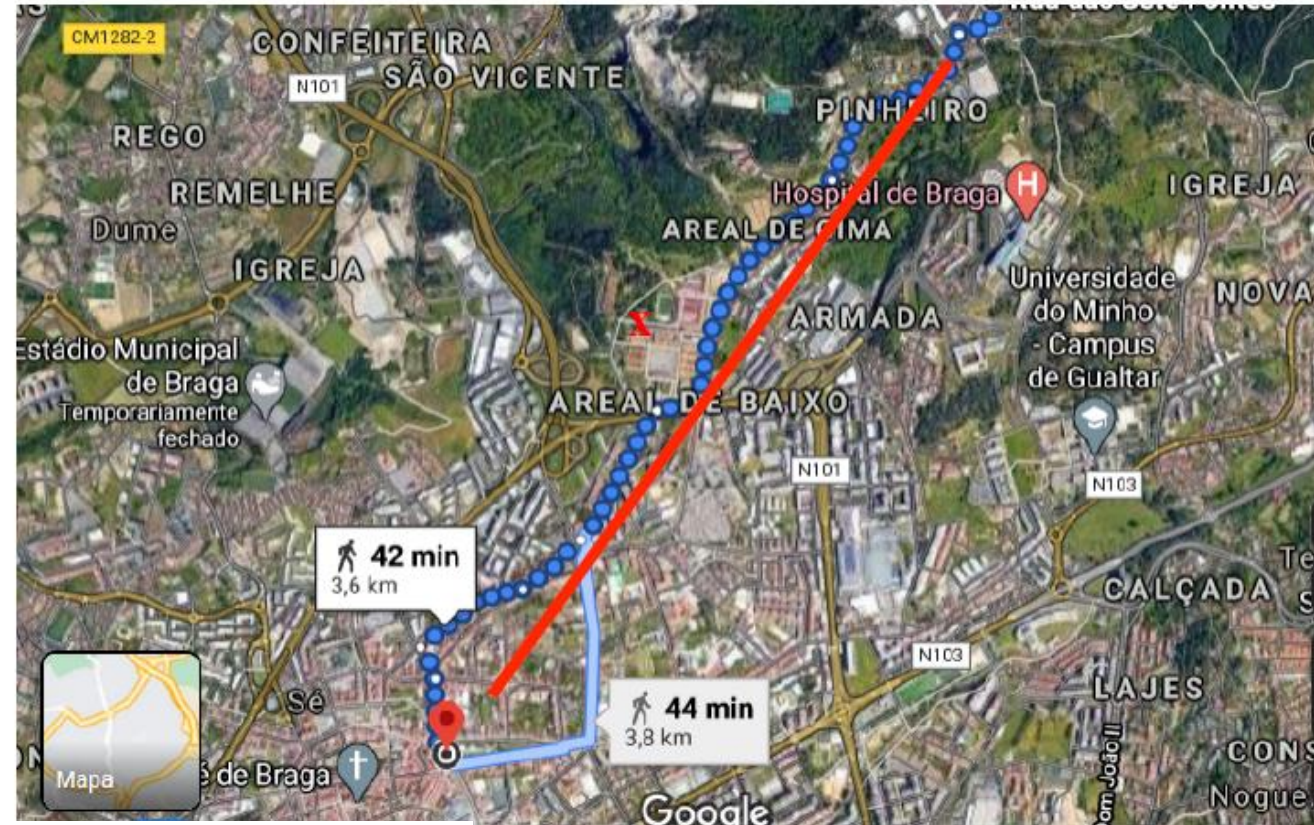 CM1282-2
CONFEITEIRA
N101
SÃO VICENTE
REGO
PINHEIRO
REMELHE
Hospital de Braga
H
IGREJA
Dume
AREAL DE CIMA
IGREJA
Universidade
do Minho
- Campus
de Gualtar
NOVA
X
ARMADA
Estádio Municipal
de Braga
Temporariamente
fechado
AREAL DE BAIXO
N101
N103
42 min
3,6 km
CALÇADA
N103
LAJES
Sé
44 min
3,8 km
Mapa
de Braga
João II
CONS
Nogue
Google